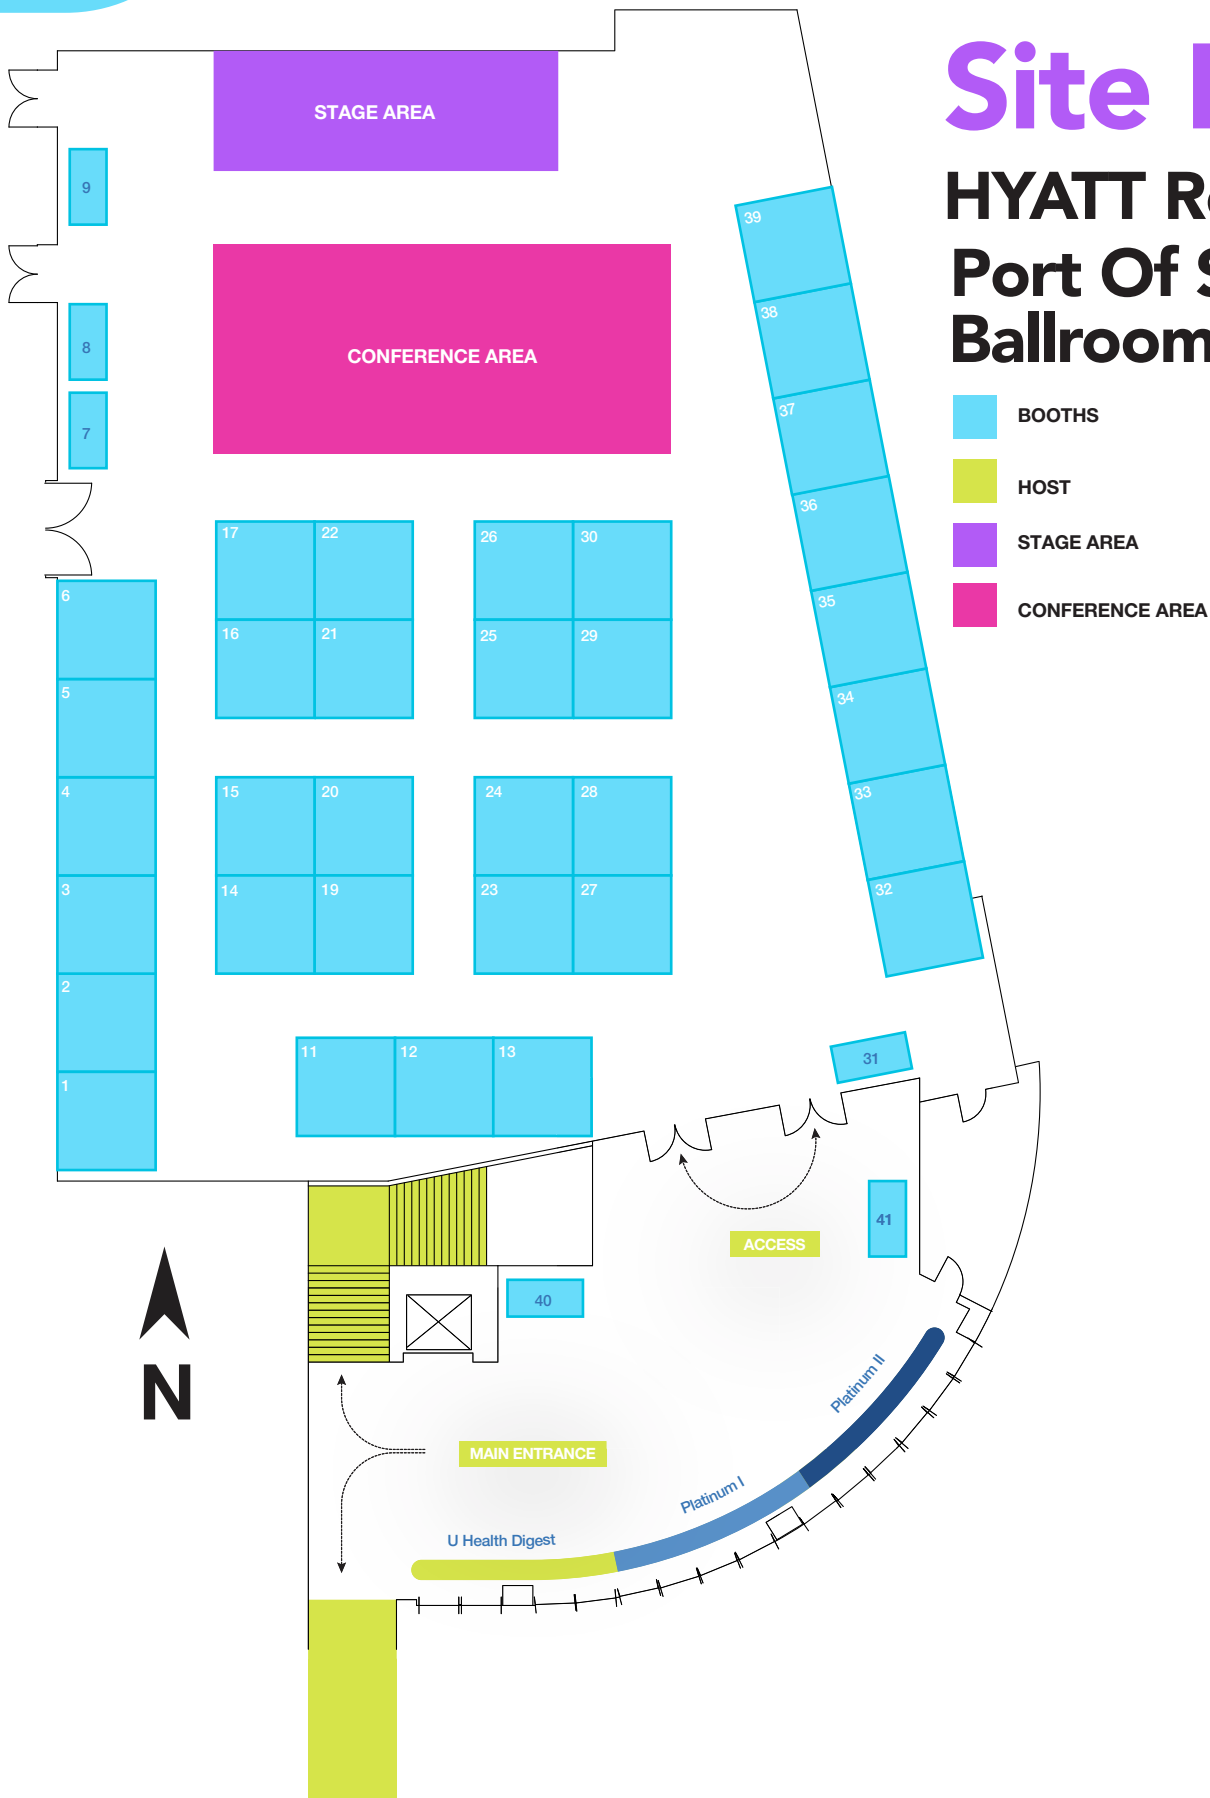 Site
HYATT
Port Of
Ballroom
BOOTHS
HOST
STAGE AREA
CONFERENCE AREA
STAGE AREA
9
39
38
8
CONFERENCE AREA
37
7
36
17 22 26 30
6
35
16 21 25 29
5
34
4
15 20 24 28
33
3
14 19 23 27
32
2
11 12 13
31
1
41
ACCESS
40
N
Platinum II
MAIN ENTRANCE
Platinum I
U Health Digest